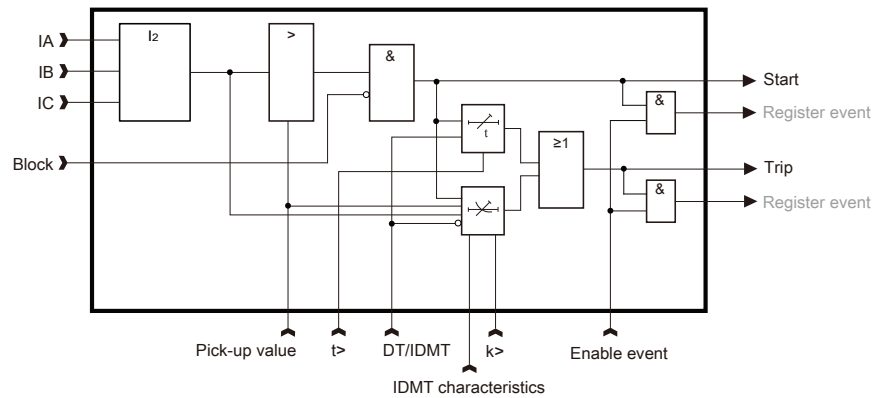 I2
>
&
IA
IB
IC
Block
Start
&
Register event
t
≥1
Trip
&
Register event
Pick-up value
t>
DT/IDMT
k>
Enable event
IDMT characteristics